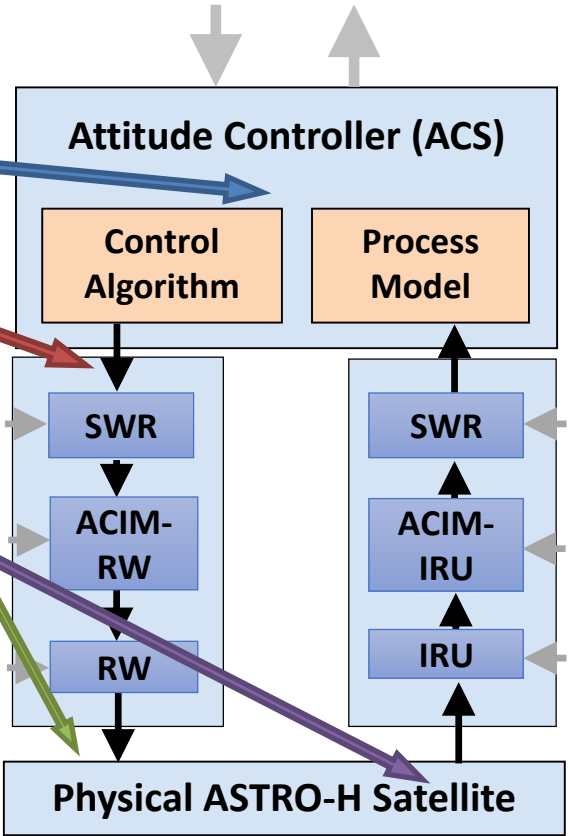 Attitude Controller (ACS)
Control
Algorithm
Process
Model
SWR
ACIM-
RW
RW
SWR
ACIM-
IRU
IRU
Physical ASTRO-H Satellite